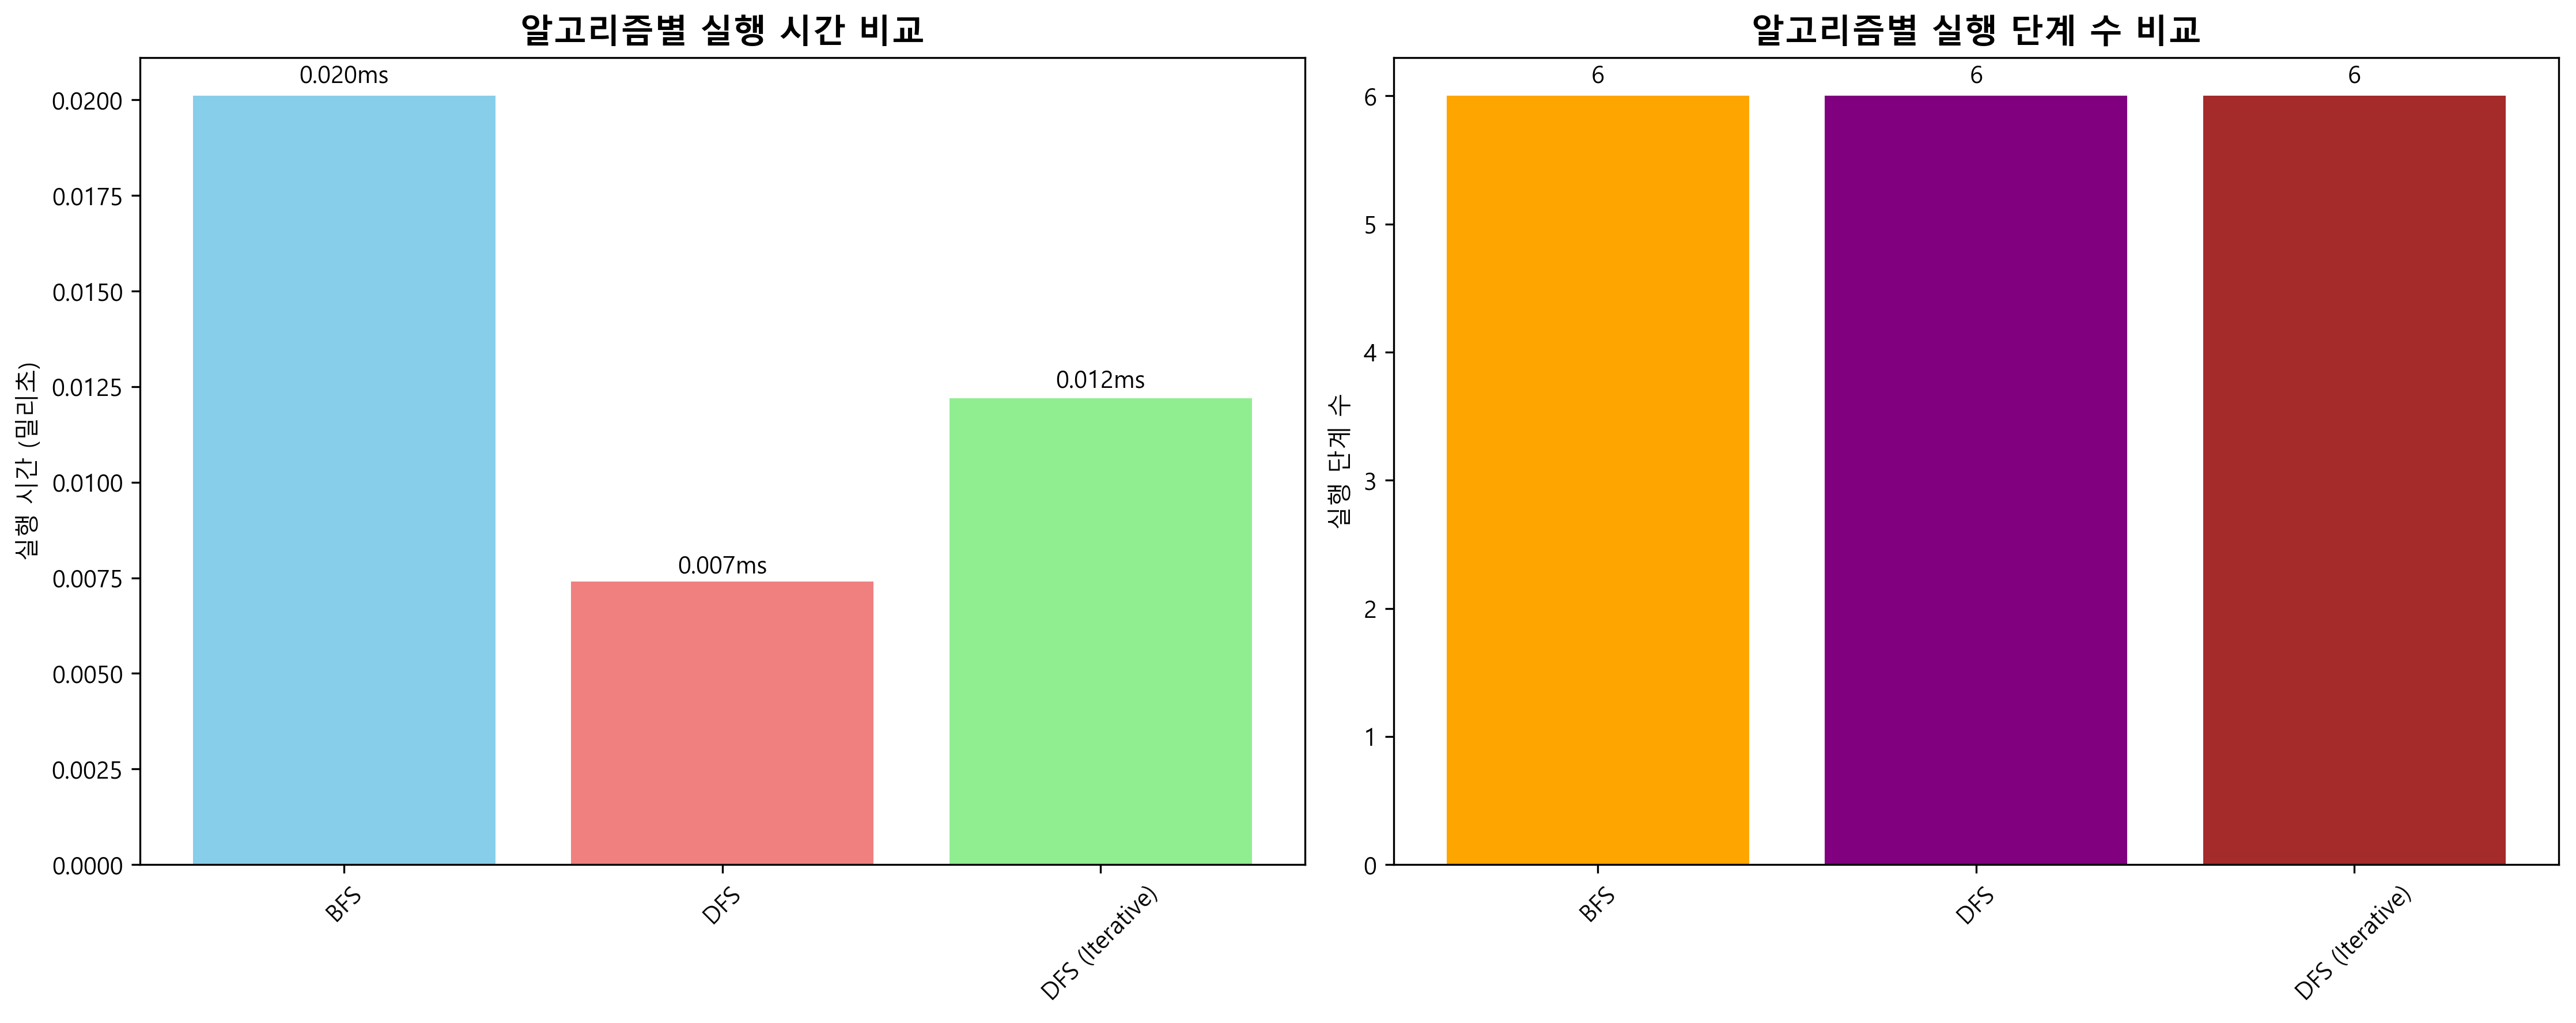 알고리즘별 실행 시간 비교
실행 시간 (밀리초)
0.0200
0.0175
0.0150
0.0125
0.0100
0.0075
0.0050
0.0025
0.0000
0.020ms
0.007ms
0.012ms
BFS
DFS
DFS (Iterative)
알고리즘별 실행 단계 수 비교
실행 단계 수
6
5
4
3
2
1
0
6
6
6
BFS
DFS
DFS (Iterative)